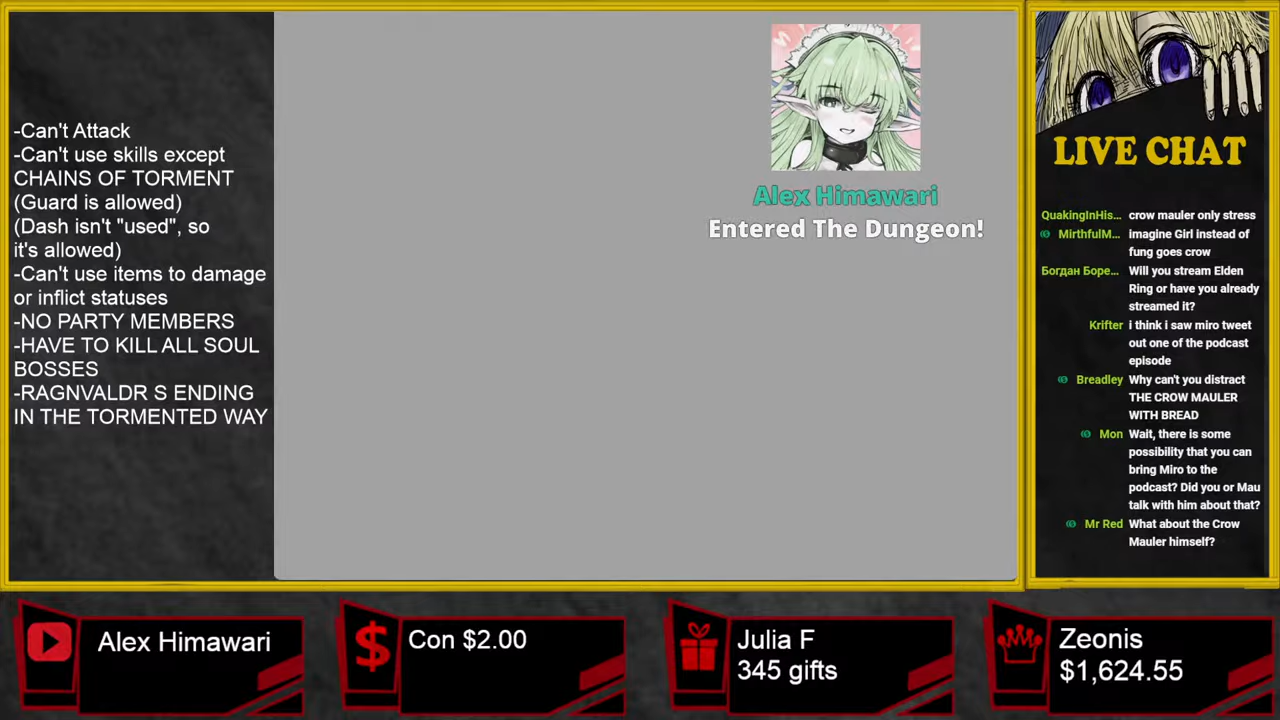 -Can't Attack
-Can't use skills except
CHAINS OF TORMENT
(Guard is allowed)
(Dash isn't "used", so
it's allowed)
-Can't use items to damage
or inflict statuses
-NO PARTY MEMBERS
-HAVE TO KILL ALL SOUL
BOSSES
-RAGNVALDR S ENDING
IN THE TORMENTED WAY
Alex Himawari
Entered The Dungeon!
LIVE CHAT
QuakingInHis... crow mauler only stress
MirthfulM... imagine Girl instead of
fung goes crow
Богдан Боре... Will you stream Elden
Ring or have you already
streamed it?
Krifter i think i saw miro tweet
out one of the podcast
episode
Breadley Why can't you distract
THE CROW MAULER
WITH BREAD
Mon Wait, there is some
possibility that you can
bring Miro to the
podcast? Did you or Mau
talk with him about that?
Mr Red What about the Crow
Mauler himself?
Alex Himawari
Con $2.00
Julia F
345 gifts
Zeonis
$1,624.55